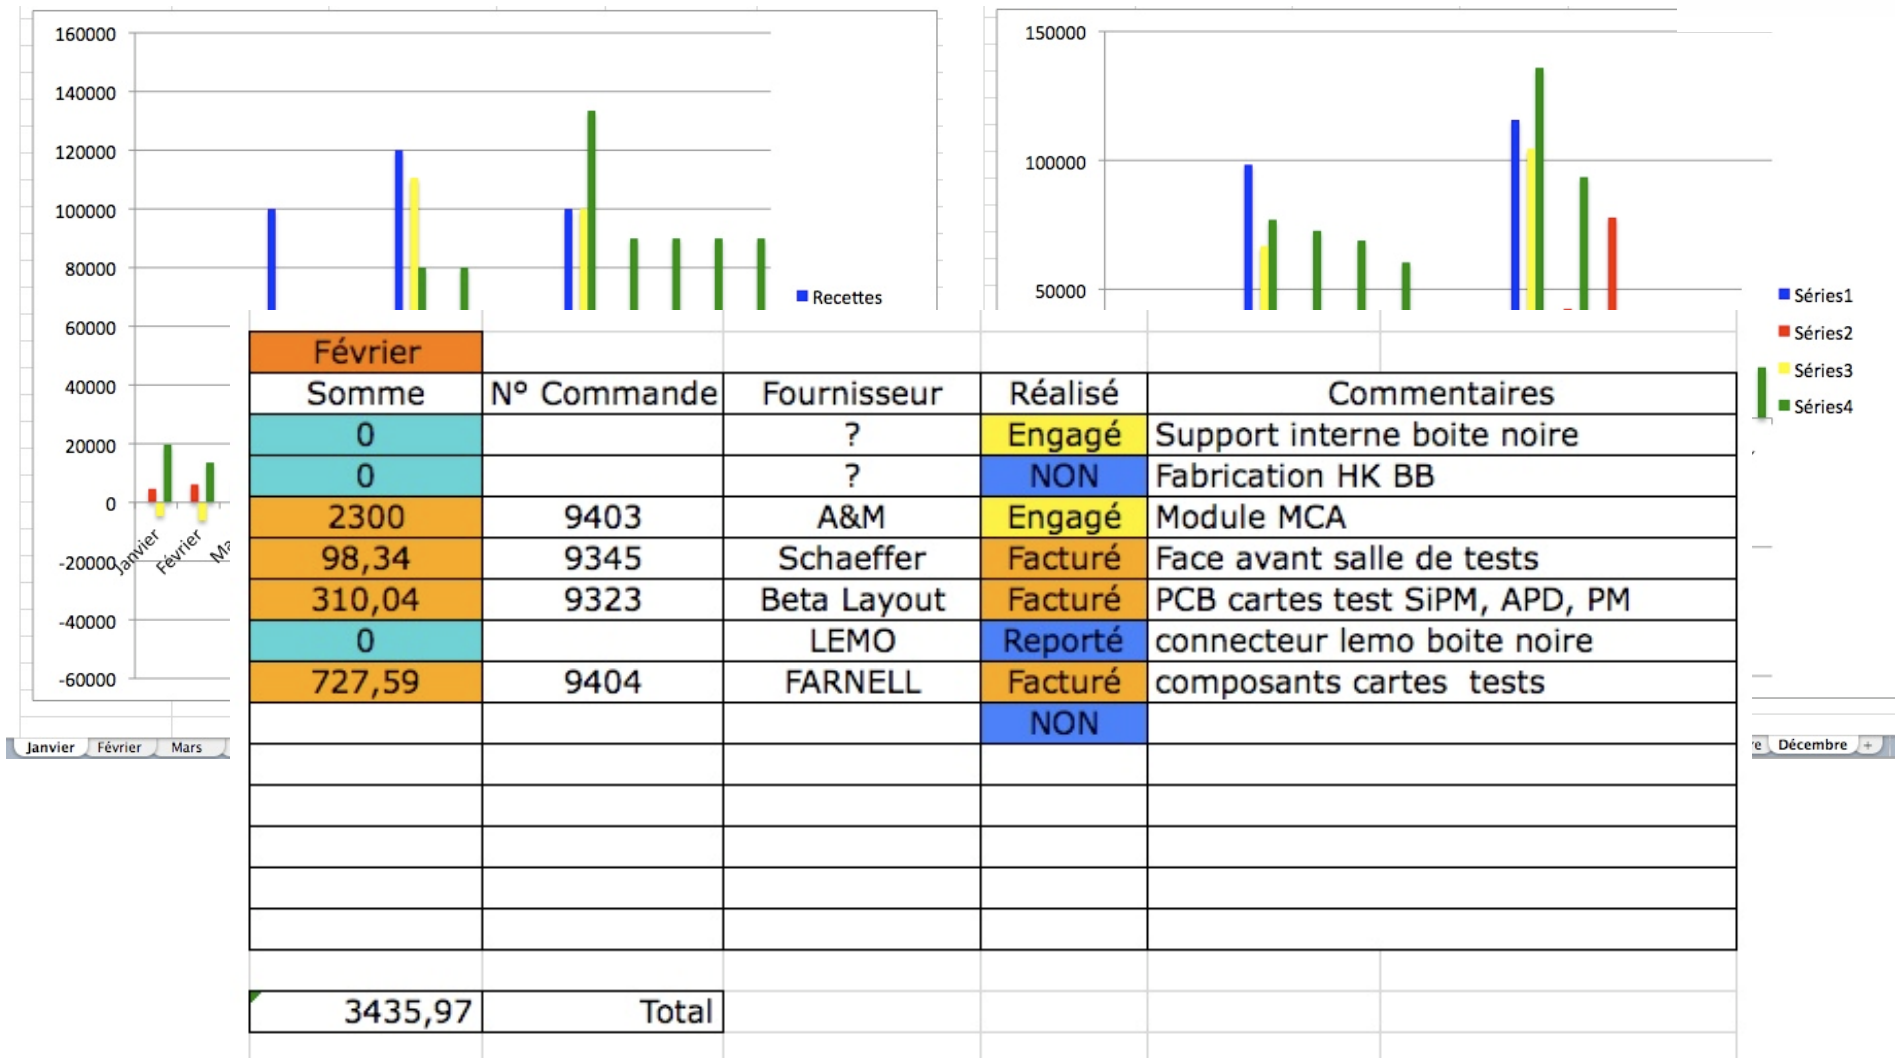 160000
140000
120000
100000
80000
60000
40000
20000
0
-20000
-40000
-60000
Janvier
Février
Recettes
150000
100000
50000
Séries1
Séries2
Séries3
Séries4
Février
Somme N° Commande Fournisseur Réalisé Commentaires
0 ? Engagé Support interne boite noire
0 ? NON Fabrication HK BB
2300 9403 A&M Engagé Module MCA
98,34 9345 Schaeffer Facturé Face avant salle de tests
310,04 9323 Beta Layout Facturé PCB cartes test SiPM, APD, PM
0 LEMO Reporté connecteur lemo boite noire
727,59 9404 FARNELL Facturé composants cartes tests
NON
3435,97 Total
Janvier Février Mars
Décembre +